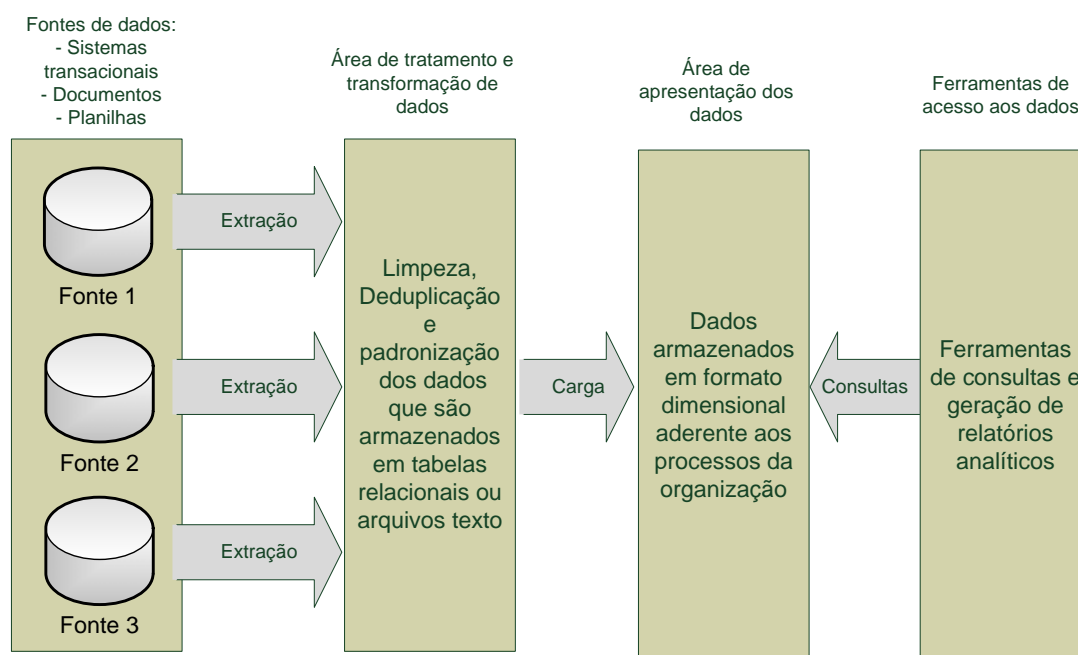 Fontes de dados:
- Sistemas
transacionais
- Documentos
- Planilhas
Fonte 1
Fonte 2
Fonte 3
Extração
Extração
Extração
Área de tratamento e
transformação de
dados
Limpeza,
Deduplicação
e
padronização
dos dados
que são
armazenados
em tabelas
relacionais ou
arquivos texto
Carga
Área de
apresentação dos
dados
Dados
armazenados
em formato
dimensional
aderente aos
processos da
organização
Consultas
Ferramentas de
acesso aos dados
Ferramentas
de consultas e
geração de
relatórios
analíticos